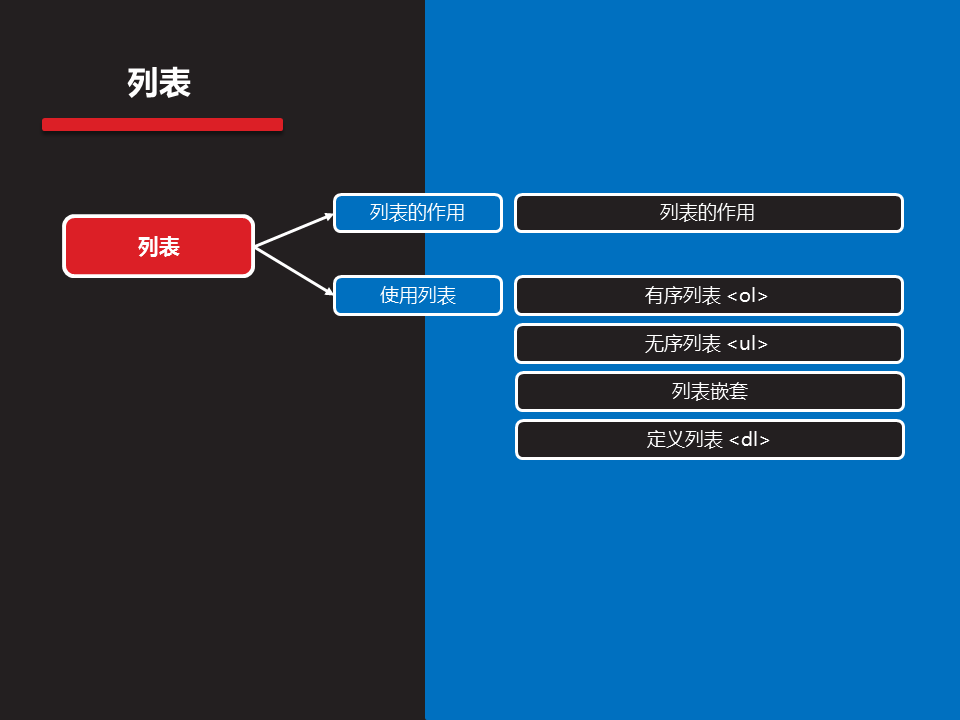 列表
列表
列表的作用
列表的作用
使用列表
有序列表 <ol>
无序列表 <ul>
列表嵌套
定义列表 <dl>